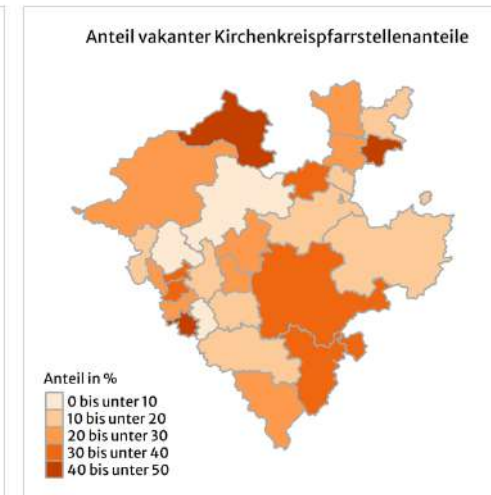 Anteil vakanter Kirchenkreispfarrstellenanteile
Anteil in %
0 bis unter 10
10 bis unter 20
20 bis unter 30
30 bis unter 40
40 bis unter 50